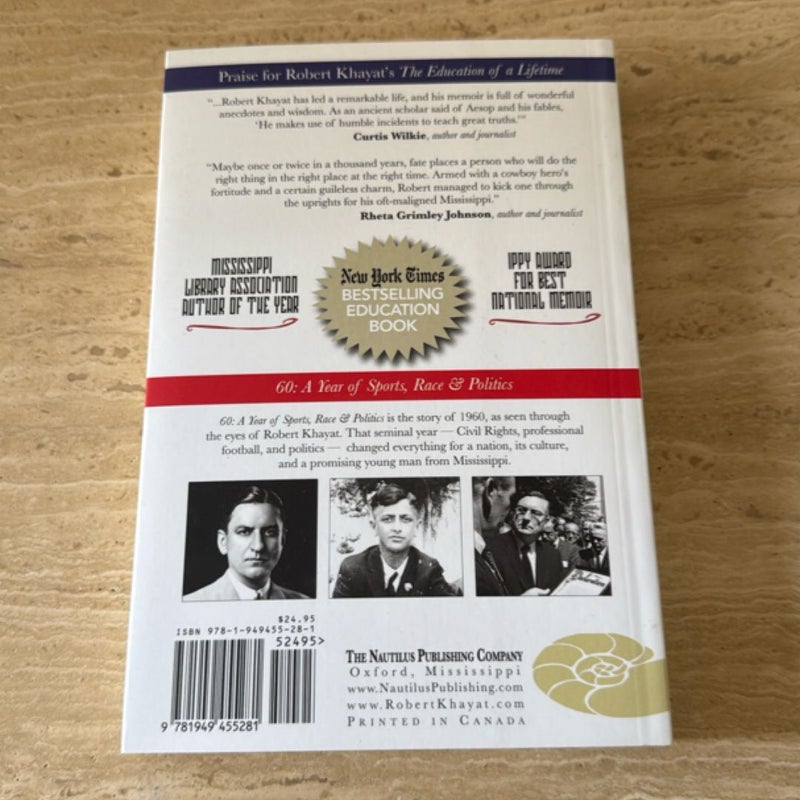 Praise for Robert Khayat's The Education of a Lifetime
"...Robert Khayat has led a remarkable life, and his memoir is full of wonderful
anecdotes and wisdom. As an ancient scholar said of Aesop and his fables,
'He makes use of humble incidents to teach great truths.'"
Curtis Wilkie, author and journalist
"Maybe once or twice in a thousand years, fate places a person who will do the
right thing in the right place at the right time. Armed with a cowboy hero's
fortitude and a certain guileless charm, Robert managed to kick one through
the uprights for his oft-maligned Mississippi."
Rheta Grimley Johnson, author and journalist
MISSISSIPPI
LIBRARY ASSOCIATION
AUTHOR OF THE YEAR
New York Times
BESTSELLING
EDUCATION
BOOK
IPPY AWARD
FOR BEST
NATIONAL MEMOIR
60: A Year of Sports, Race & Politics
60: A Year of Sports, Race & Politics is the story of 1960, as seen through
the eyes of Robert Khayat. That seminal year — Civil Rights, professional
football, and politics — changed everything for a nation, its culture,
and a promising young man from Mississippi.
$24.95
ISBN 978-1-949455-28-1
52495>
9 781949 455281
THE NAUTILUS PUBLISHING COMPANY
Oxford, Mississippi
www.NautilusPublishing.com
www.RobertKhayat.com
PRINTED IN CANADA